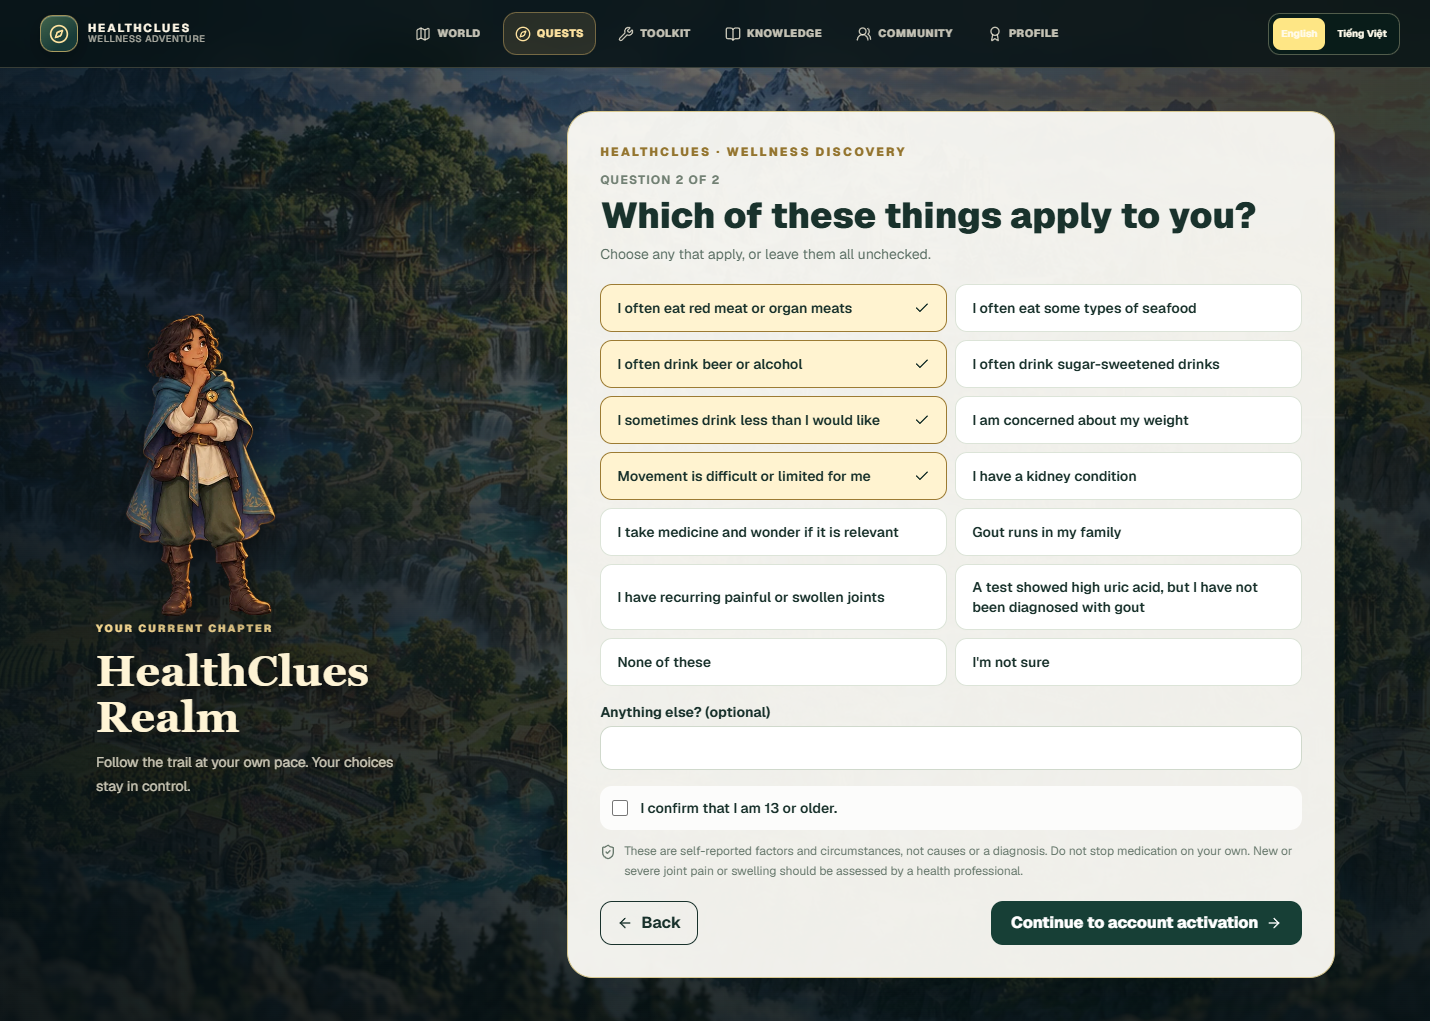 HEALTHCLUES
WELLNESS ADVENTURE
WORLD
QUESTS
TOOLKIT
KNOWLEDGE
COMMUNITY
PROFILE
English
Tiếng Việt
HEALTHCLUES · WELLNESS DISCOVERY
QUESTION 2 OF 2
Which of these things apply to you?
Choose any that apply, or leave them all unchecked.
I often eat red meat or organ meats
I often eat some types of seafood
I often drink beer or alcohol
I often drink sugar-sweetened drinks
I sometimes drink less than I would like
I am concerned about my weight
Movement is difficult or limited for me
I have a kidney condition
I take medicine and wonder if it is relevant
Gout runs in my family
I have recurring painful or swollen joints
A test showed high uric acid, but I have not
been diagnosed with gout
None of these
I'm not sure
Anything else? (optional)
I confirm that I am 13 or older.
These are self-reported factors and circumstances, not causes or a diagnosis. Do not stop medication on your own. New or
severe joint pain or swelling should be assessed by a health professional.
Back
Continue to account activation
YOUR CURRENT CHAPTER
HealthClues
Realm
Follow the trail at your own pace. Your choices
stay in control.